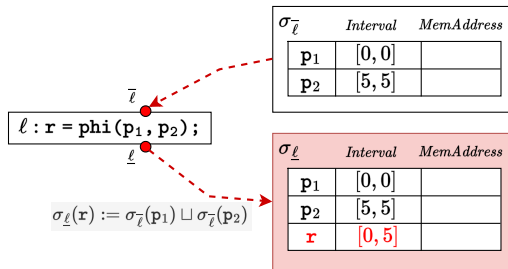 σ_ℓ̅ Interval MemAddress
p₁ [0,0]
p₂ [5,5]
ℓ̅
ℓ : r = phi(p₁,p₂);
ℓ̲
σ_ℓ̲ Interval MemAddress
p₁ [0,0]
p₂ [5,5]
r [0,5]
σ_ℓ̲(r) := σ_ℓ̅(p₁) ⊔ σ_ℓ̅(p₂)